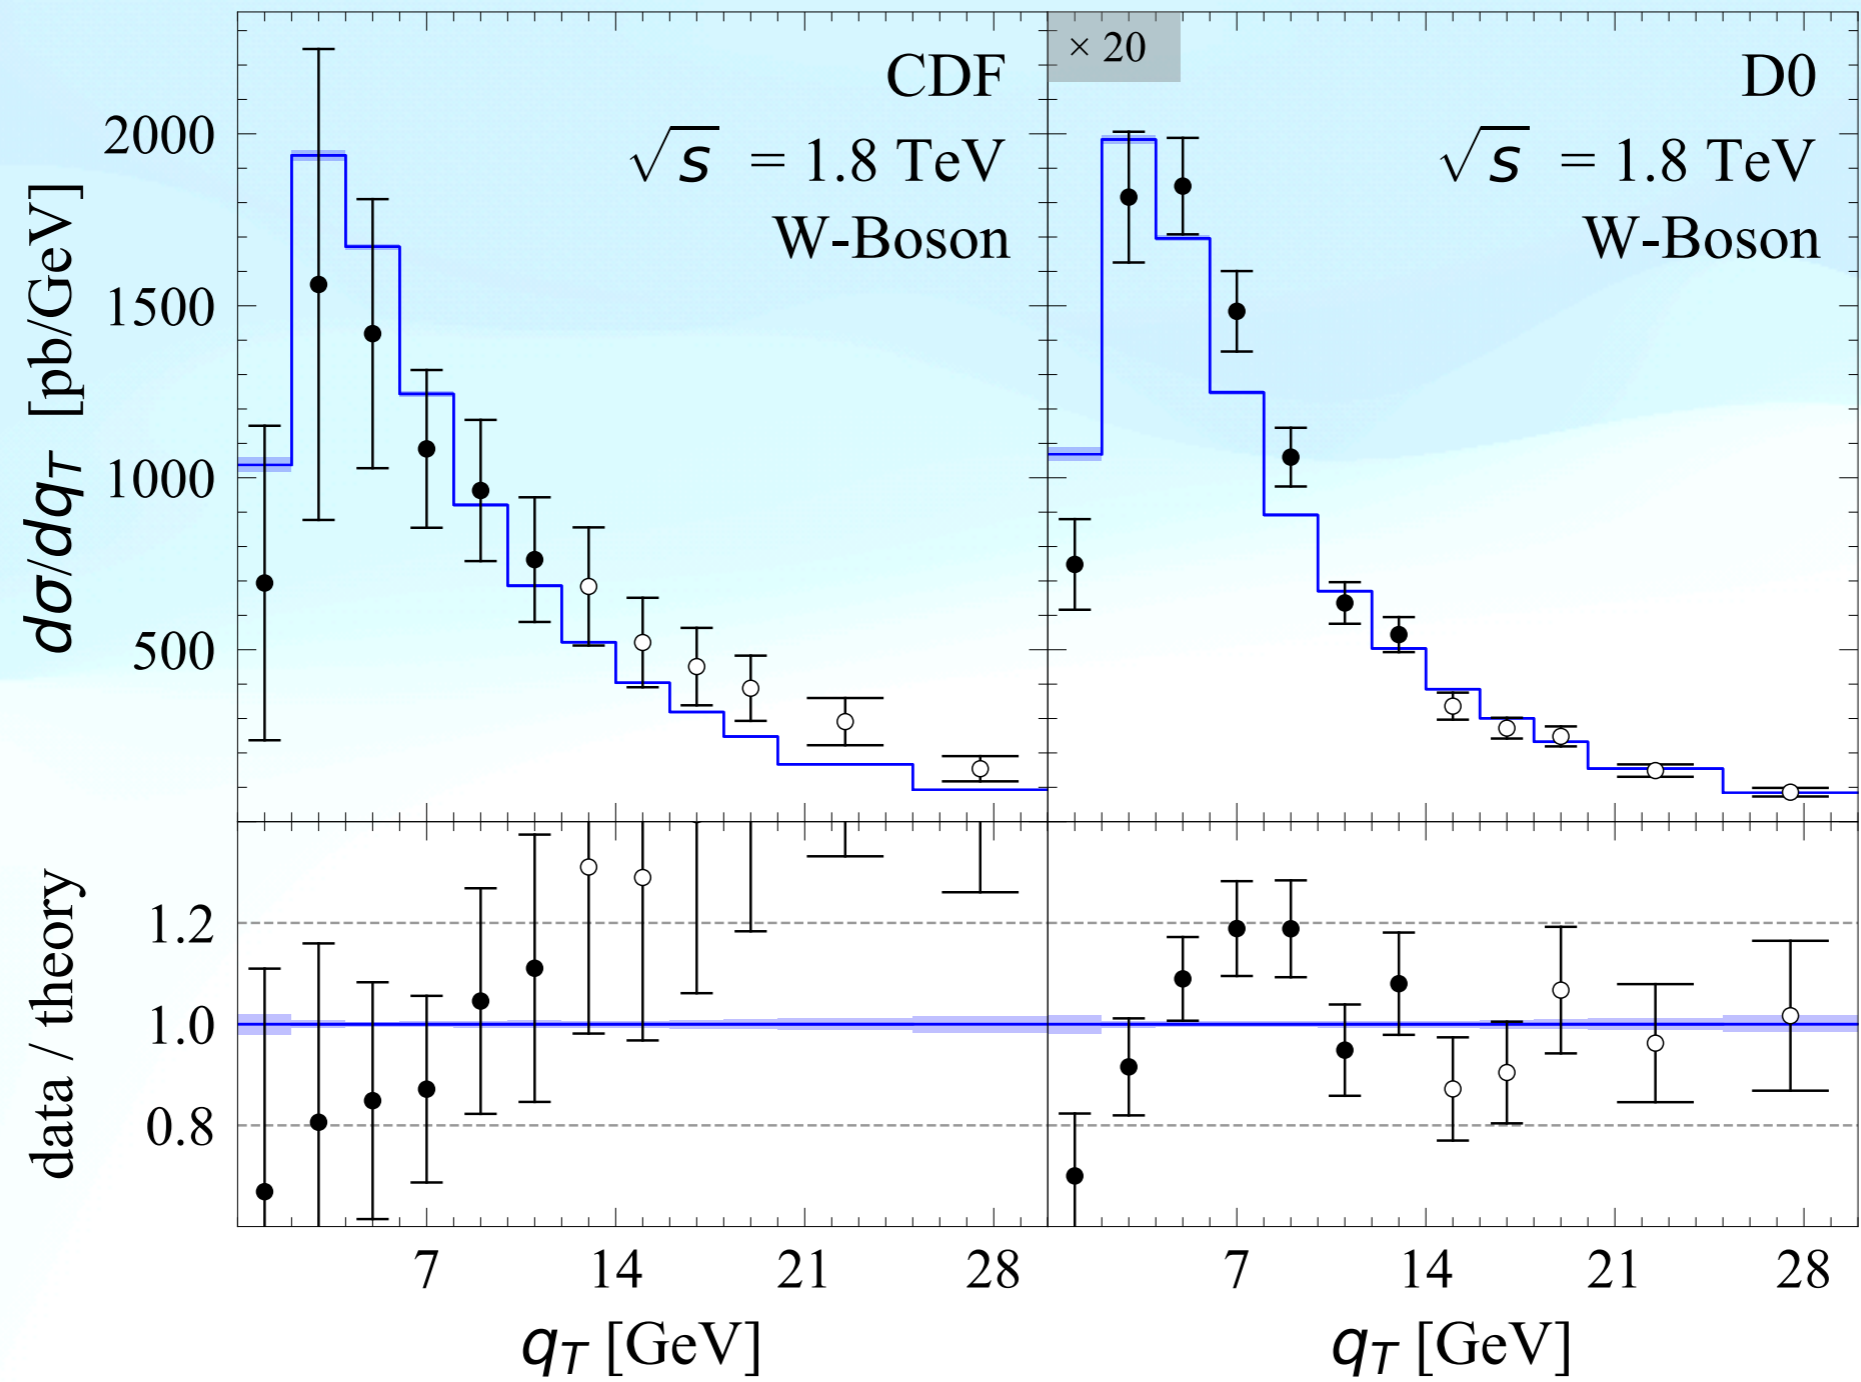 CDF
√s = 1.8 TeV
W-Boson
× 20
D0
√s = 1.8 TeV
W-Boson
dσ/dq_T [pb/GeV]
2000
1500
1000
500
data / theory
1.2
1.0
0.8
7 14 21 28
7 14 21 28
q_T [GeV]
q_T [GeV]